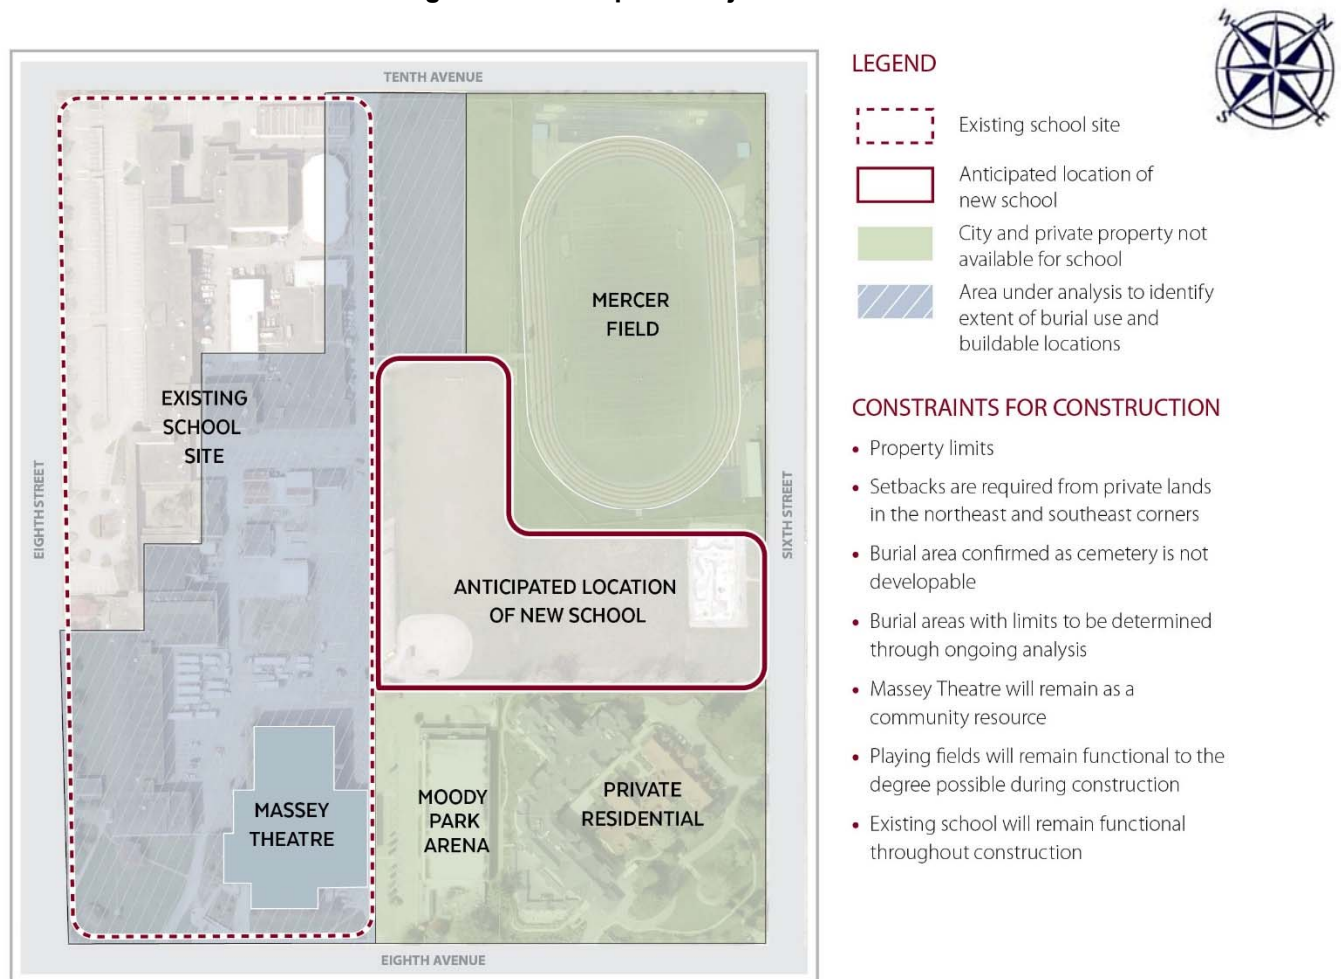 TENTH AVENUE
MERCER
FIELD
EXISTING
SCHOOL
SITE
EIGHTH STREET
SIXTH STREET
ANTICIPATED LOCATION
OF NEW SCHOOL
MASSEY
THEATRE
MOODY
PARK
ARENA
PRIVATE
RESIDENTIAL
EIGHTH AVENUE
N
E
S
W
LEGEND
Existing school site
Anticipated location of
new school
City and private property not
available for school
Area under analysis to identify
extent of burial use and
buildable locations
CONSTRAINTS FOR CONSTRUCTION
• Property limits
• Setbacks are required from private lands
in the northeast and southeast corners
• Burial area confirmed as cemetery is not
developable
• Burial areas with limits to be determined
through ongoing analysis
• Massey Theatre will remain as a
community resource
• Playing fields will remain functional to the
degree possible during construction
• Existing school will remain functional
throughout construction